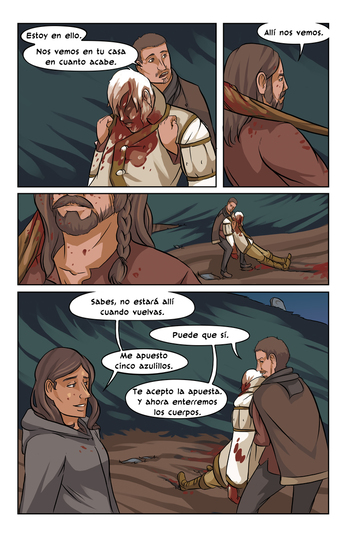 Estoy en ello.
Nos vemos en tu casa
en cuanto acabe.
Allí nos vemos.
Sabes, no estará allí
cuando vuelvas.
Puede que sí.
Me apuesto
cinco azulillos.
Te acepto la apuesta.
Y ahora enterremos
los cuerpos.